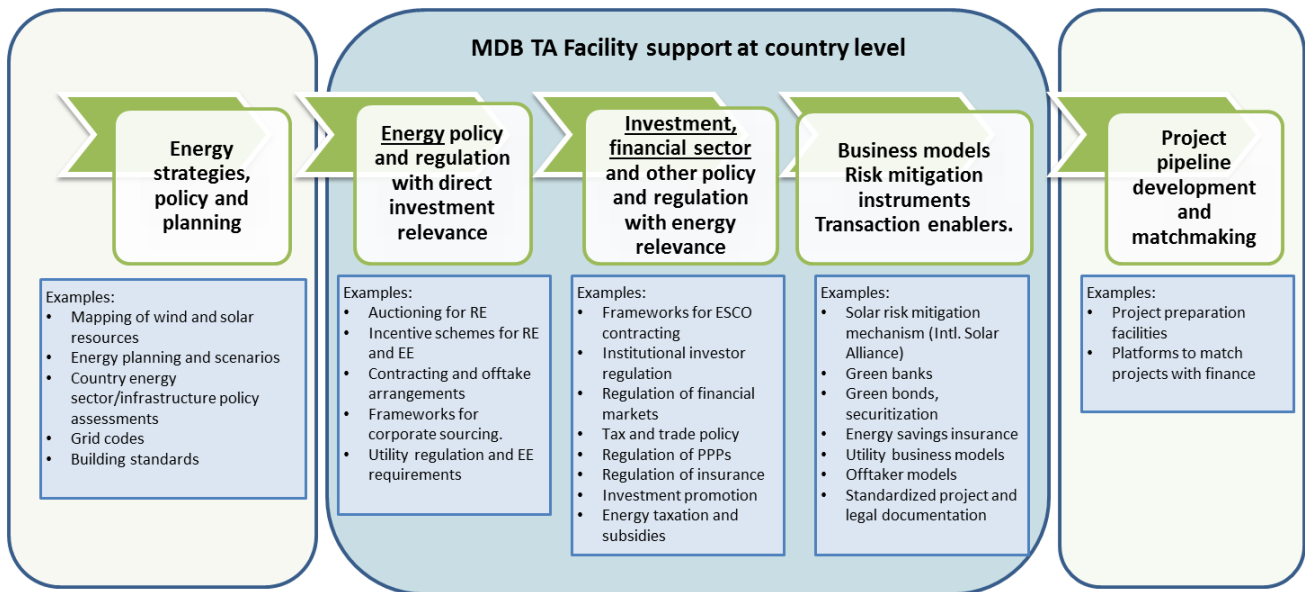 MDB TA Facility support at country level
Energy
strategies,
policy and
planning
Energy policy
and regulation
with direct
investment
relevance
Investment,
financial sector
and other policy
and regulation
with energy
relevance
Business models
Risk mitigation
instruments
Transaction enablers.
Project
pipeline
development
and
matchmaking
Examples:
• Mapping of wind and solar
resources
• Energy planning and scenarios
• Country energy
sector/infrastructure policy
assessments
• Grid codes
• Building standards
Examples:
• Auctioning for RE
• Incentive schemes for RE
and EE
• Contracting and offtake
arrangements
• Frameworks for
corporate sourcing.
• Utility regulation and EE
requirements
Examples:
• Frameworks for ESCO
contracting
• Institutional investor
regulation
• Regulation of financial
markets
• Tax and trade policy
• Regulation of PPPs
• Regulation of insurance
• Investment promotion
• Energy taxation and
subsidies
Examples:
• Solar risk mitigation
mechanism (Intl. Solar
Alliance)
• Green banks
• Green bonds,
securitization
• Energy savings insurance
• Utility business models
• Offtaker models
• Standardized project and
legal documentation
Examples:
• Project preparation
facilities
• Platforms to match
projects with finance